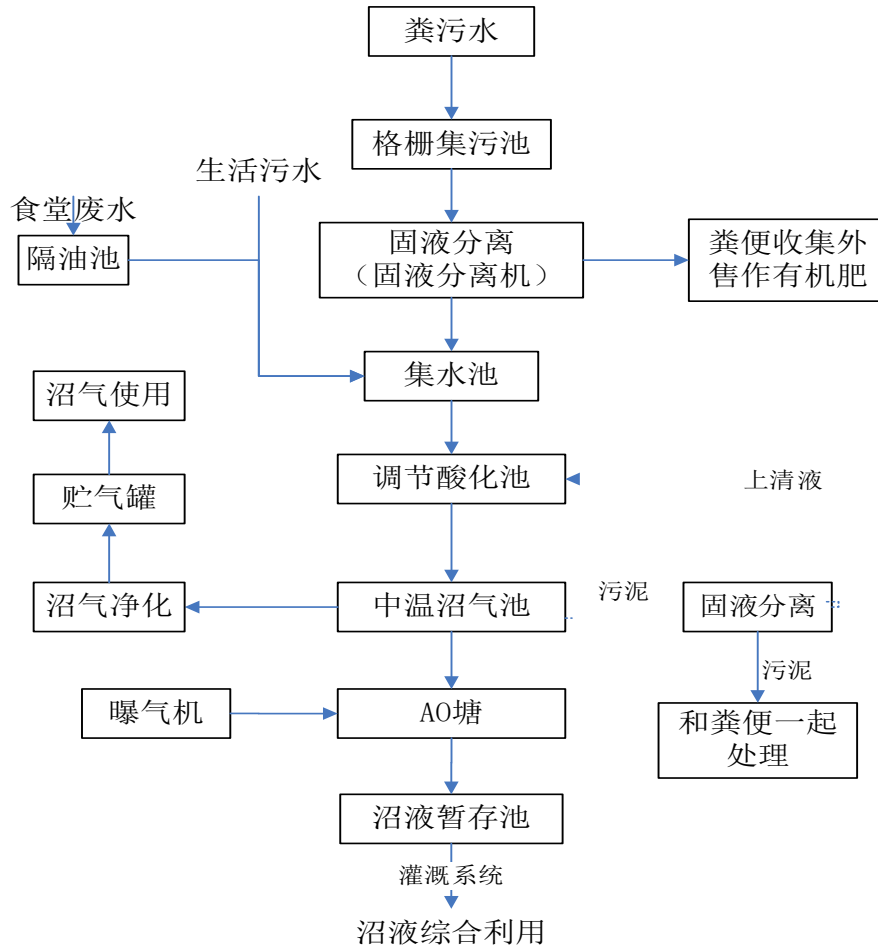 粪污水
格栅集污池
生活污水
食堂废水
隔油池
固液分离
（固液分离机）
粪便收集外
售作有机肥
集水池
沼气使用
调节酸化池
上清液
贮气罐
沼气净化
中温沼气池
污泥
固液分离
污泥
曝气机
AO塘
和粪便一起
处理
沼液暂存池
灌溉系统
沼液综合利用